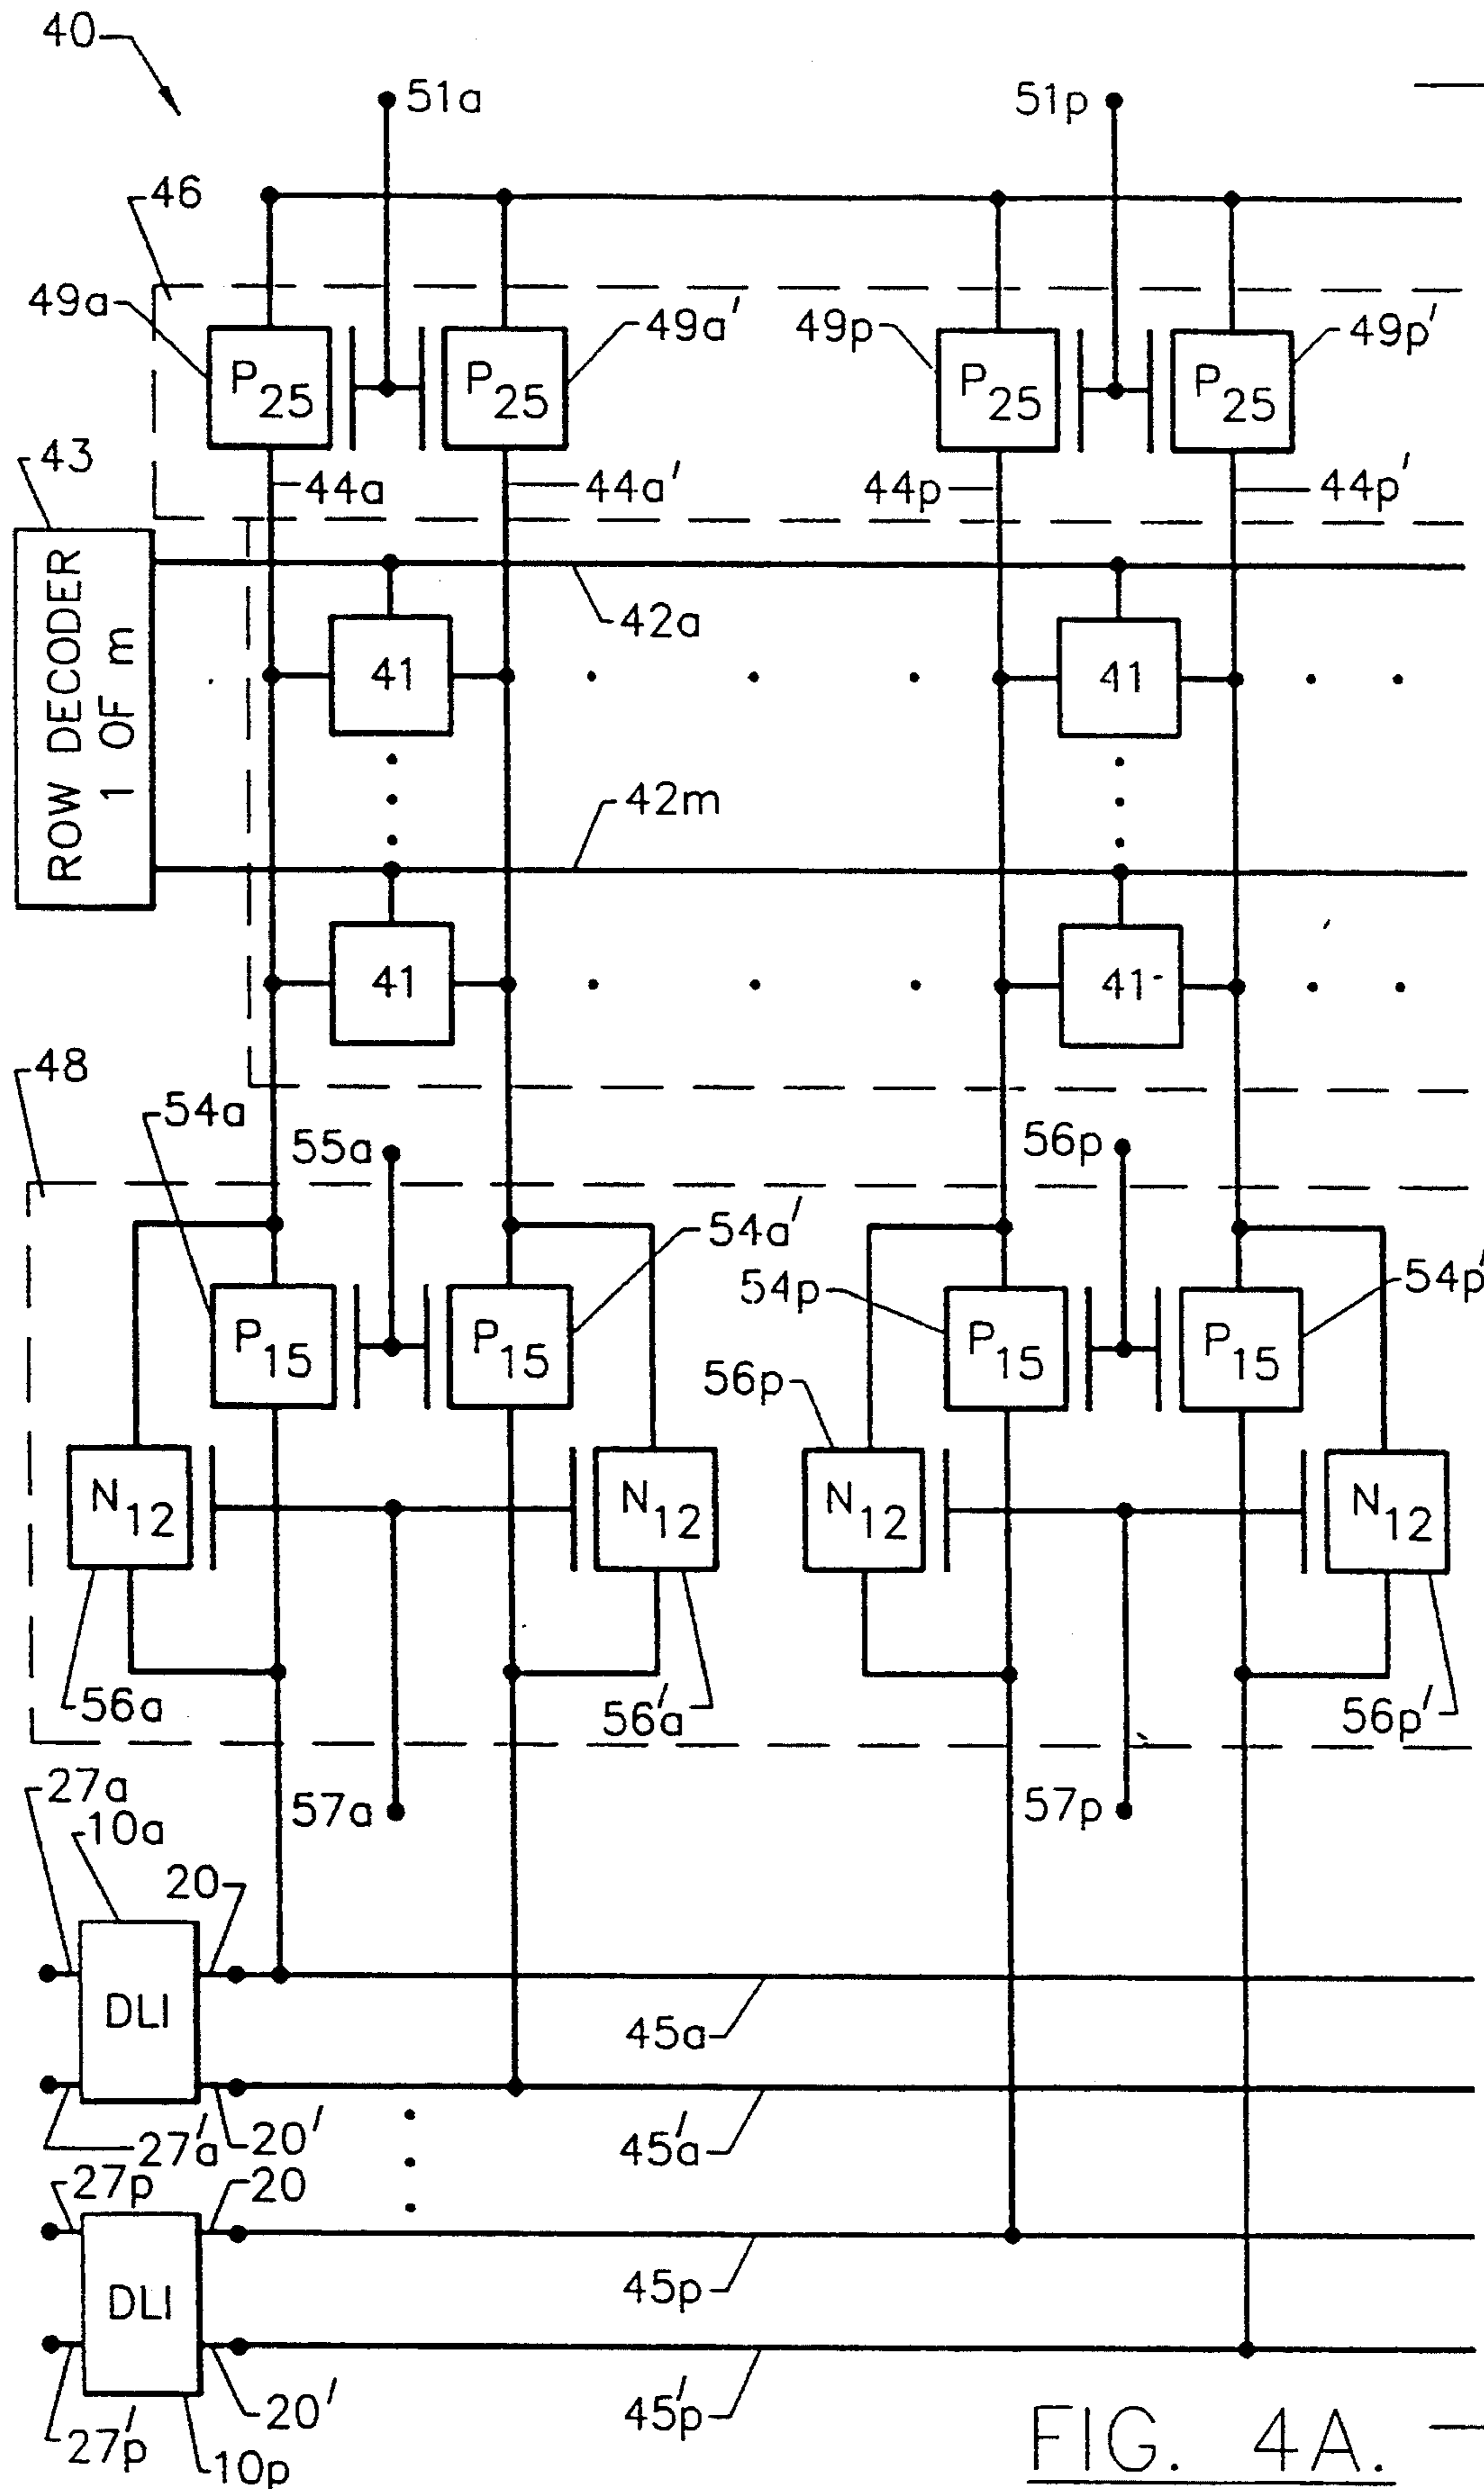 40
51a
51p
46
49a
P25
P25
49a'
49p
P25
P25
49p'
43
44a
44a'
44p
44p'
ROW DECODER
1 OF m
42a
41
41
42m
41
41
48
54a
55a
56p
54a'
54p
54p'
P15
P15
P15
P15
56p
N12
N12
N12
N12
56a
56'a
56p'
27a
57a
57p
10a
20
DLI
45a
27'a
20'
45'a
27p
20
DLI
45p
27'p
20'
45'p
10p
FIG. 4A.